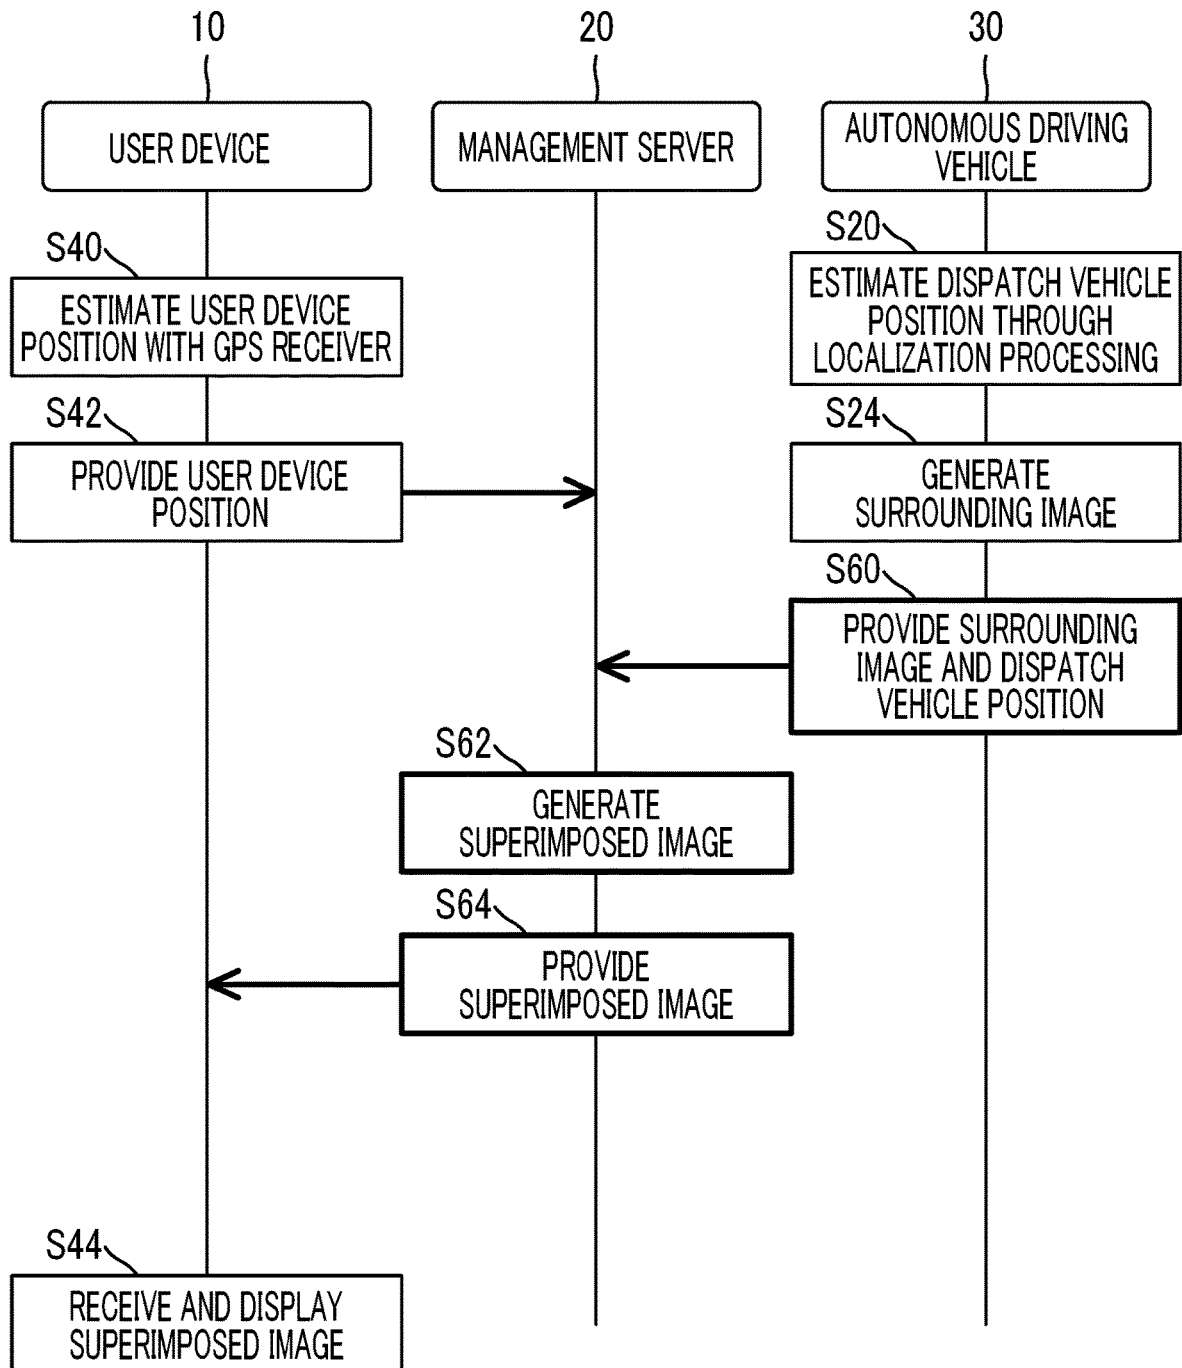 10
20
30
USER DEVICE
MANAGEMENT SERVER
AUTONOMOUS DRIVING
VEHICLE
S40
ESTIMATE USER DEVICE
POSITION WITH GPS RECEIVER
S20
ESTIMATE DISPATCH VEHICLE
POSITION THROUGH
LOCALIZATION PROCESSING
S42
PROVIDE USER DEVICE
POSITION
S24
GENERATE
SURROUNDING IMAGE
S60
PROVIDE SURROUNDING
IMAGE AND DISPATCH
VEHICLE POSITION
S62
GENERATE
SUPERIMPOSED IMAGE
S64
PROVIDE
SUPERIMPOSED IMAGE
S44
RECEIVE AND DISPLAY
SUPERIMPOSED IMAGE